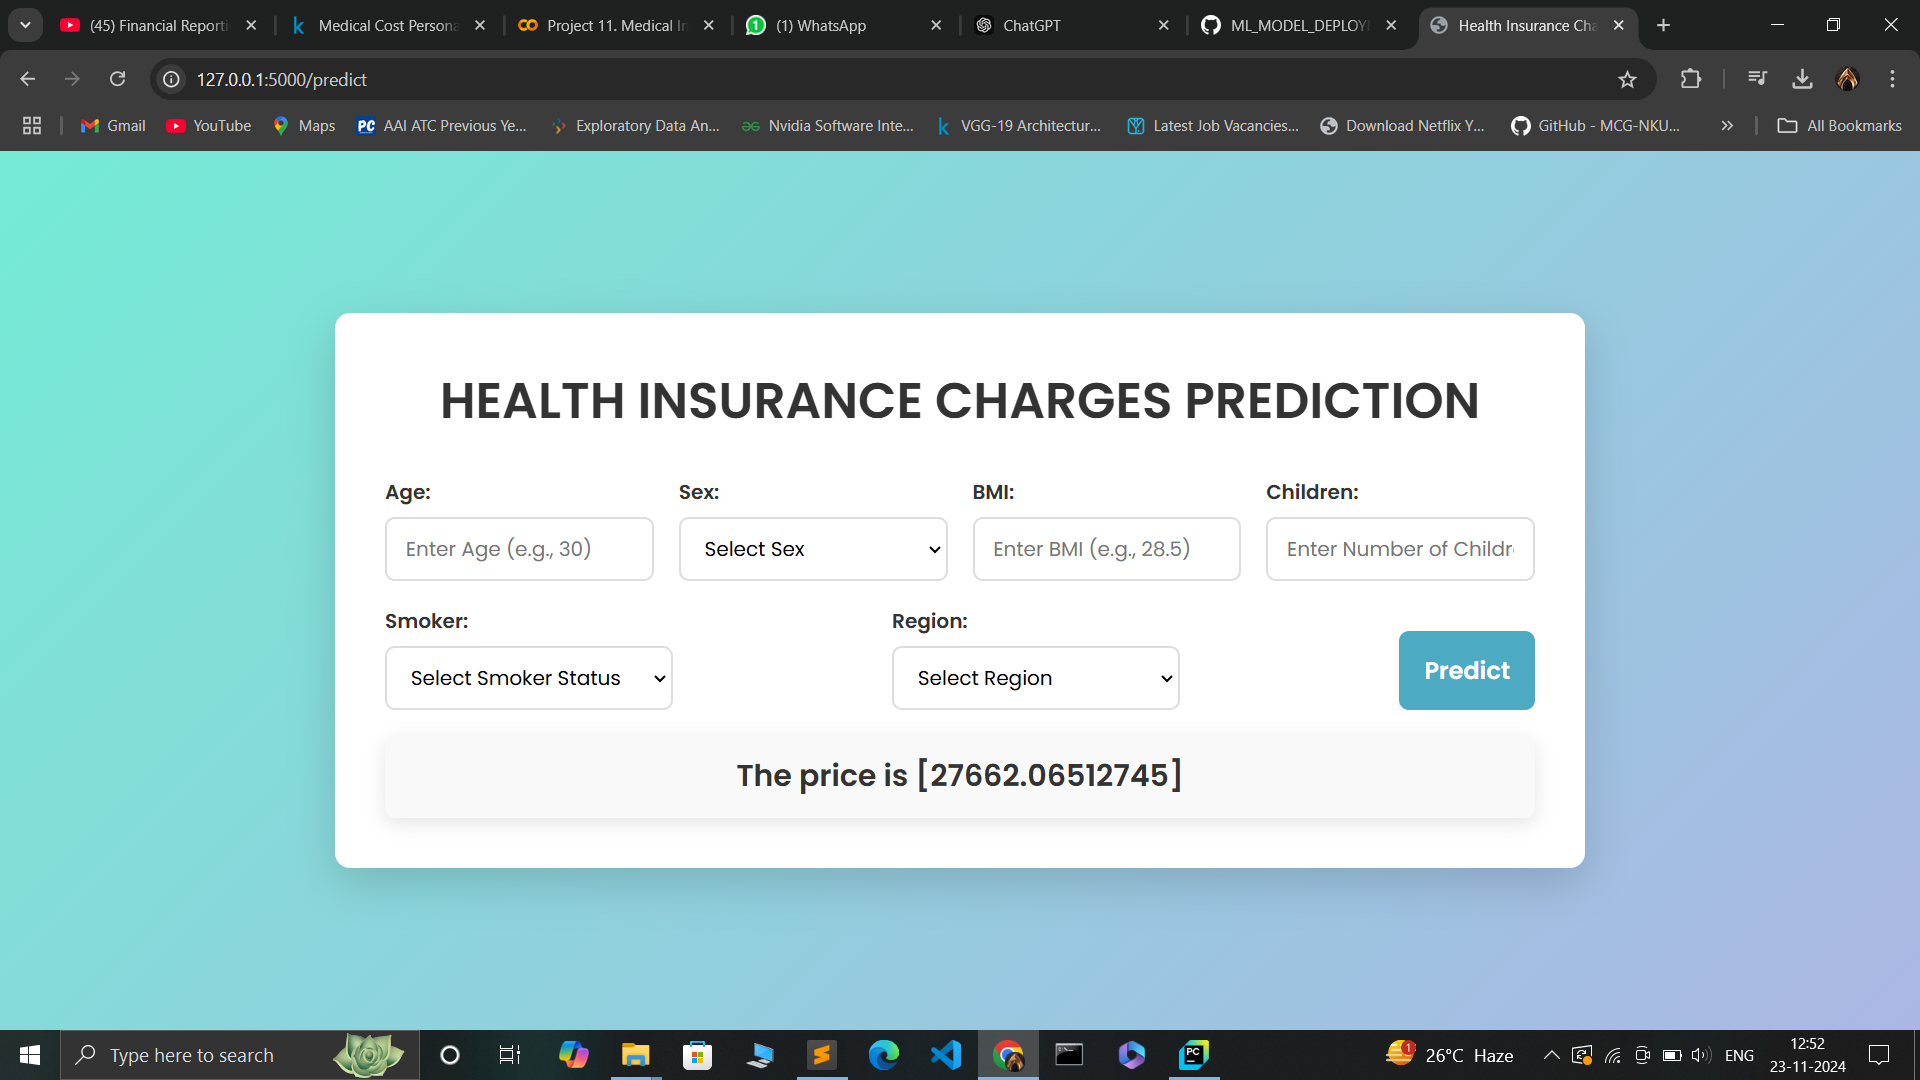 (45) Financial Reporti
Medical Cost Persona
Project 11. Medical In
(1) WhatsApp
ChatGPT
ML_MODEL_DEPLOY
Health Insurance Cha
127.0.0.1:5000/predict
Gmail
YouTube
Maps
AAI ATC Previous Ye...
Exploratory Data An...
Nvidia Software Inte...
VGG-19 Architectur...
Latest Job Vacancies...
Download Netflix Y...
GitHub - MCG-NKU...
All Bookmarks
HEALTH INSURANCE CHARGES PREDICTION
Age:
Sex:
BMI:
Children:
Enter Age (e.g., 30)
Select Sex
Enter BMI (e.g., 28.5)
Enter Number of Childr
Smoker:
Region:
Select Smoker Status
Select Region
Predict
The price is [27662.06512745]
Type here to search
26°C Haze
ENG
12:52
23-11-2024